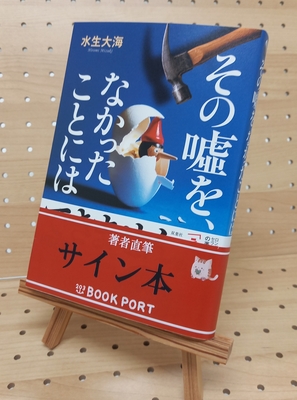 水生大海
その嘘を、
なかった
ことには
著者直筆
サイン本
BOOK PORT